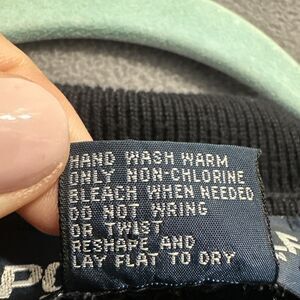 HAND WASH WARM
ONLY NON-CHLORINE
BLEACH WHEN NEEDED
DO NOT WRING
OR TWIST
RESHAPE AND
LAY FLAT TO DRY